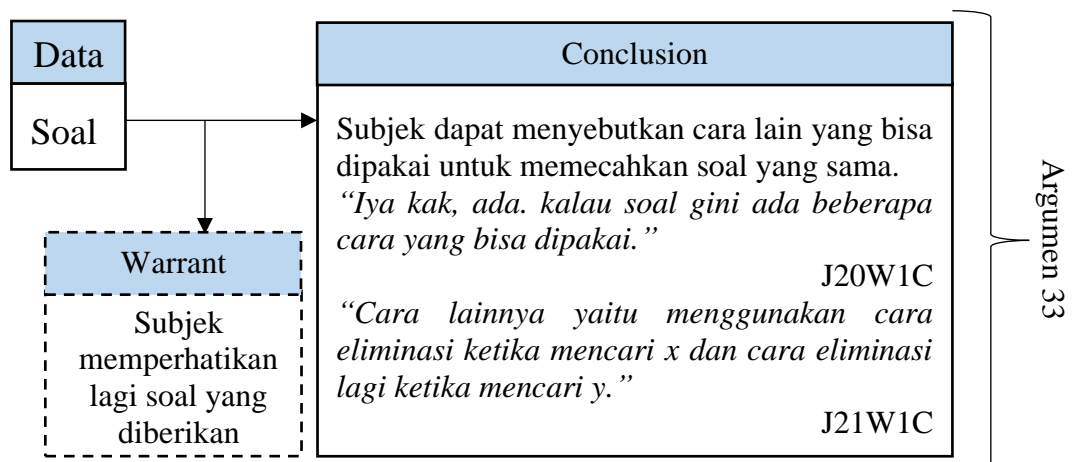 Data
Soal
Conclusion
Subjek dapat menyebutkan cara lain yang bisa
dipakai untuk memecahkan soal yang sama.
“Iya kak, ada. kalau soal gini ada beberapa
cara yang bisa dipakai.”
J20W1C
“Cara lainnya yaitu menggunakan cara
eliminasi ketika mencari x dan cara eliminasi
lagi ketika mencari y.”
J21W1C
Warrant
Subjek
memperhatikan
lagi soal yang
diberikan
Argumen 33